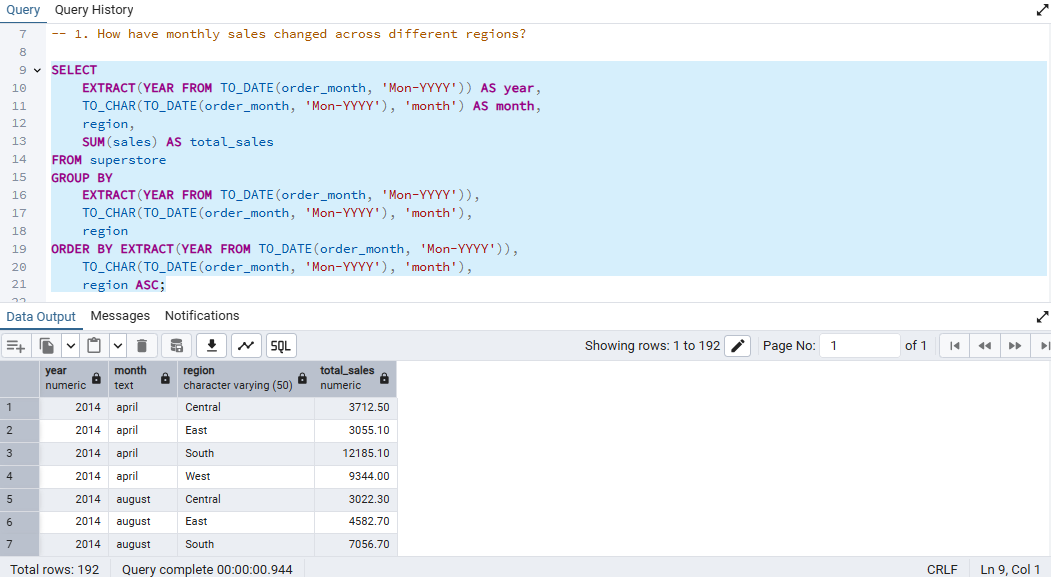 Query Query History
7 -- 1. How have monthly sales changed across different regions?
8
9 SELECT
10 EXTRACT(YEAR FROM TO_DATE(order_month, 'Mon-YYYY')) AS year,
11 TO_CHAR(TO_DATE(order_month, 'Mon-YYYY'), 'month') AS month,
12 region,
13 SUM(sales) AS total_sales
14 FROM superstore
15 GROUP BY
16 EXTRACT(YEAR FROM TO_DATE(order_month, 'Mon-YYYY')),
17 TO_CHAR(TO_DATE(order_month, 'Mon-YYYY'), 'month'),
18 region
19 ORDER BY EXTRACT(YEAR FROM TO_DATE(order_month, 'Mon-YYYY')),
20 TO_CHAR(TO_DATE(order_month, 'Mon-YYYY'), 'month'),
21 region ASC;
22
Data Output Messages Notifications
SQL Showing rows: 1 to 192 Page No: 1 of 1
year month region total_sales
numeric text character varying (50) numeric
1 2014 april Central 3712.50
2 2014 april East 3055.10
3 2014 april South 12185.10
4 2014 april West 9344.00
5 2014 august Central 3022.30
6 2014 august East 4582.70
7 2014 august South 7056.70
Total rows: 192 Query complete 00:00:00.944 CRLF Ln 9, Col 1